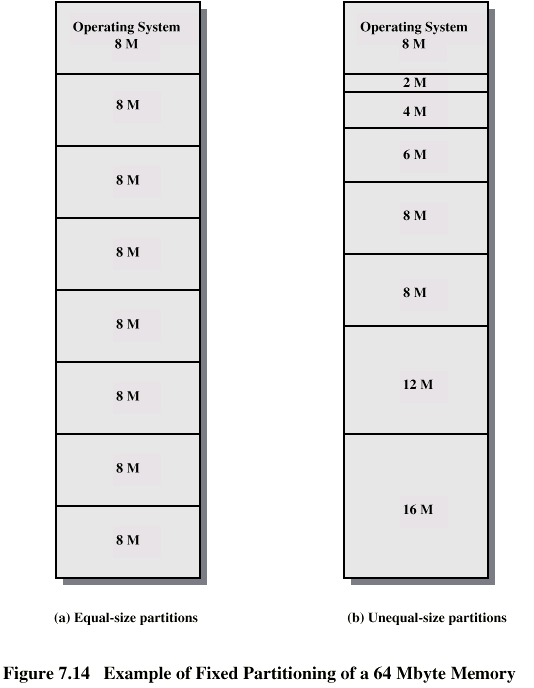 Operating System
8 M
8 M
8 M
8 M
8 M
8 M
8 M
8 M
(a) Equal-size partitions
Operating System
8 M
2 M
4 M
6 M
8 M
8 M
12 M
16 M
(b) Unequal-size partitions
Figure 7.14 Example of Fixed Partitioning of a 64 Mbyte Memory